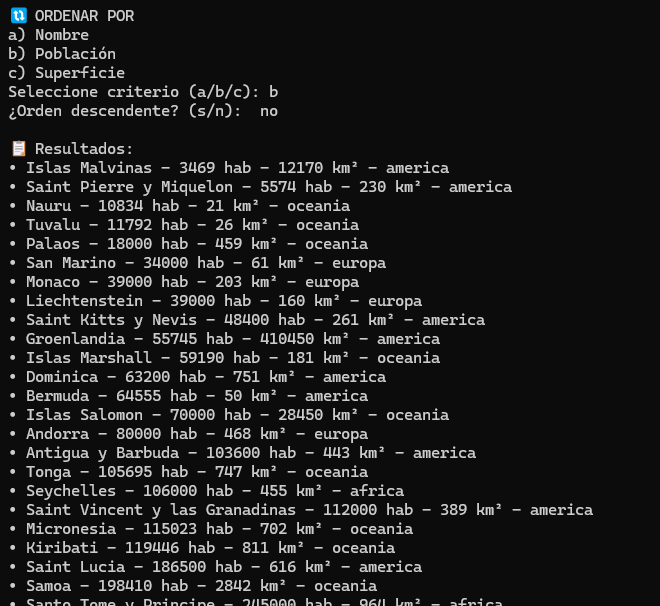 🔃 ORDENAR POR
a) Nombre
b) Población
c) Superficie
Seleccione criterio (a/b/c): b
¿Orden descendente? (s/n):  no
📋 Resultados:
• Islas Malvinas - 3469 hab - 12170 km² - america
• Saint Pierre y Miquelon - 5574 hab - 230 km² - america
• Nauru - 10834 hab - 21 km² - oceania
• Tuvalu - 11792 hab - 26 km² - oceania
• Palaos - 18000 hab - 459 km² - oceania
• San Marino - 34000 hab - 61 km² - europa
• Monaco - 39000 hab - 203 km² - europa
• Liechtenstein - 39000 hab - 160 km² - europa
• Saint Kitts y Nevis - 48400 hab - 261 km² - america
• Groenlandia - 55745 hab - 410450 km² - america
• Islas Marshall - 59190 hab - 181 km² - oceania
• Dominica - 63200 hab - 751 km² - america
• Bermuda - 64555 hab - 50 km² - america
• Islas Salomon - 70000 hab - 28450 km² - oceania
• Andorra - 80000 hab - 468 km² - europa
• Antigua y Barbuda - 103600 hab - 443 km² - america
• Tonga - 105695 hab - 747 km² - oceania
• Seychelles - 106000 hab - 455 km² - africa
• Saint Vincent y las Granadinas - 112000 hab - 389 km² - america
• Micronesia - 115023 hab - 702 km² - oceania
• Kiribati - 119446 hab - 811 km² - oceania
• Saint Lucia - 186500 hab - 616 km² - america
• Samoa - 198410 hab - 2842 km² - oceania
• Santo Tome y Principe - 245000 hab - 964 km² - africa